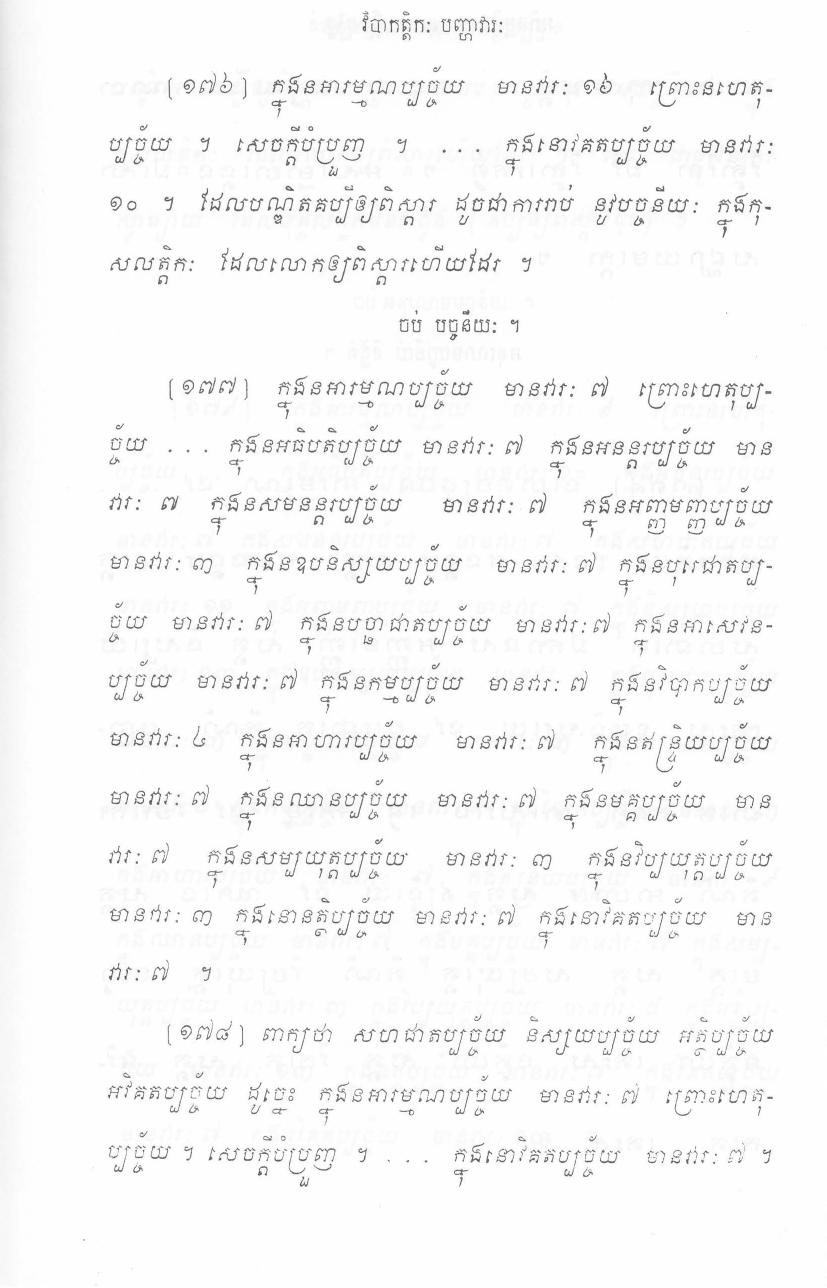 វិបាកត្តិកៈ បញ្ហាវារៈ
(១៧៦) ក្នុងនអារម្មណប្បច្ច័យ មានវារៈ ១៦ ព្រោះនហេតុ-
ប្បច្ច័យ ។ សេចក្តីបំប្រួញ ។ . . . ក្នុងនោវិគតប្បច្ច័យ មានវារៈ
១០ ។ ដែលបណ្ឌិតគប្បីឲ្យពិស្តារ ដូចជាការរាប់ នូវបច្ចនីយៈ ក្នុងកុ-
សលត្តិកៈ ដែលលោកឲ្យពិស្តារហើយដែរ ។
ចប់ បច្ចនីយៈ ។
(១៧៧) ក្នុងនអារម្មណប្បច្ច័យ មានវារៈ ៧ ព្រោះហេតុប្ប-
ច្ច័យ . . . ក្នុងនអធិបតិប្បច្ច័យ មានវារៈ ៧ ក្នុងនអនន្តរប្បច្ច័យ មាន
វារៈ ៧ ក្នុងនសមនន្តរប្បច្ច័យ មានវារៈ ៧ ក្នុងនអញ្ញមញ្ញប្បច្ច័យ
មានវារៈ ៣ ក្នុងនឧបនិស្សយប្បច្ច័យ មានវារៈ ៧ ក្នុងនបុរេជាតប្ប-
ច្ច័យ មានវារៈ ៧ ក្នុងនបច្ឆាជាតប្បច្ច័យ មានវារៈ ៧ ក្នុងនអាសេវន-
ប្បច្ច័យ មានវារៈ ៧ ក្នុងនកម្មប្បច្ច័យ មានវារៈ ៧ ក្នុងនវិបាកប្បច្ច័យ
មានវារៈ ៤ ក្នុងនអាហារប្បច្ច័យ មានវារៈ ៧ ក្នុងនឥន្ទ្រិយប្បច្ច័យ
មានវារៈ ៧ ក្នុងនឈានប្បច្ច័យ មានវារៈ ៧ ក្នុងនមគ្គប្បច្ច័យ មាន
វារៈ ៧ ក្នុងនសម្បយុត្តប្បច្ច័យ មានវារៈ ៣ ក្នុងនវិប្បយុត្តប្បច្ច័យ
មានវារៈ ៣ ក្នុងនោនត្ថិប្បច្ច័យ មានវារៈ ៧ ក្នុងនោវិគតប្បច្ច័យ មាន
វារៈ ៧ ។
(១៧៨) ពាក្យថា សហជាតប្បច្ច័យ និស្សយប្បច្ច័យ អត្ថិប្បច្ច័យ
អវិគតប្បច្ច័យ ដូច្នេះ ក្នុងនអារម្មណប្បច្ច័យ មានវារៈ ៧ ព្រោះហេតុ-
ប្បច្ច័យ ។ សេចក្តីបំប្រួញ ។ . . . ក្នុងនោវិគតប្បច្ច័យ មានវារៈ ៧ ។